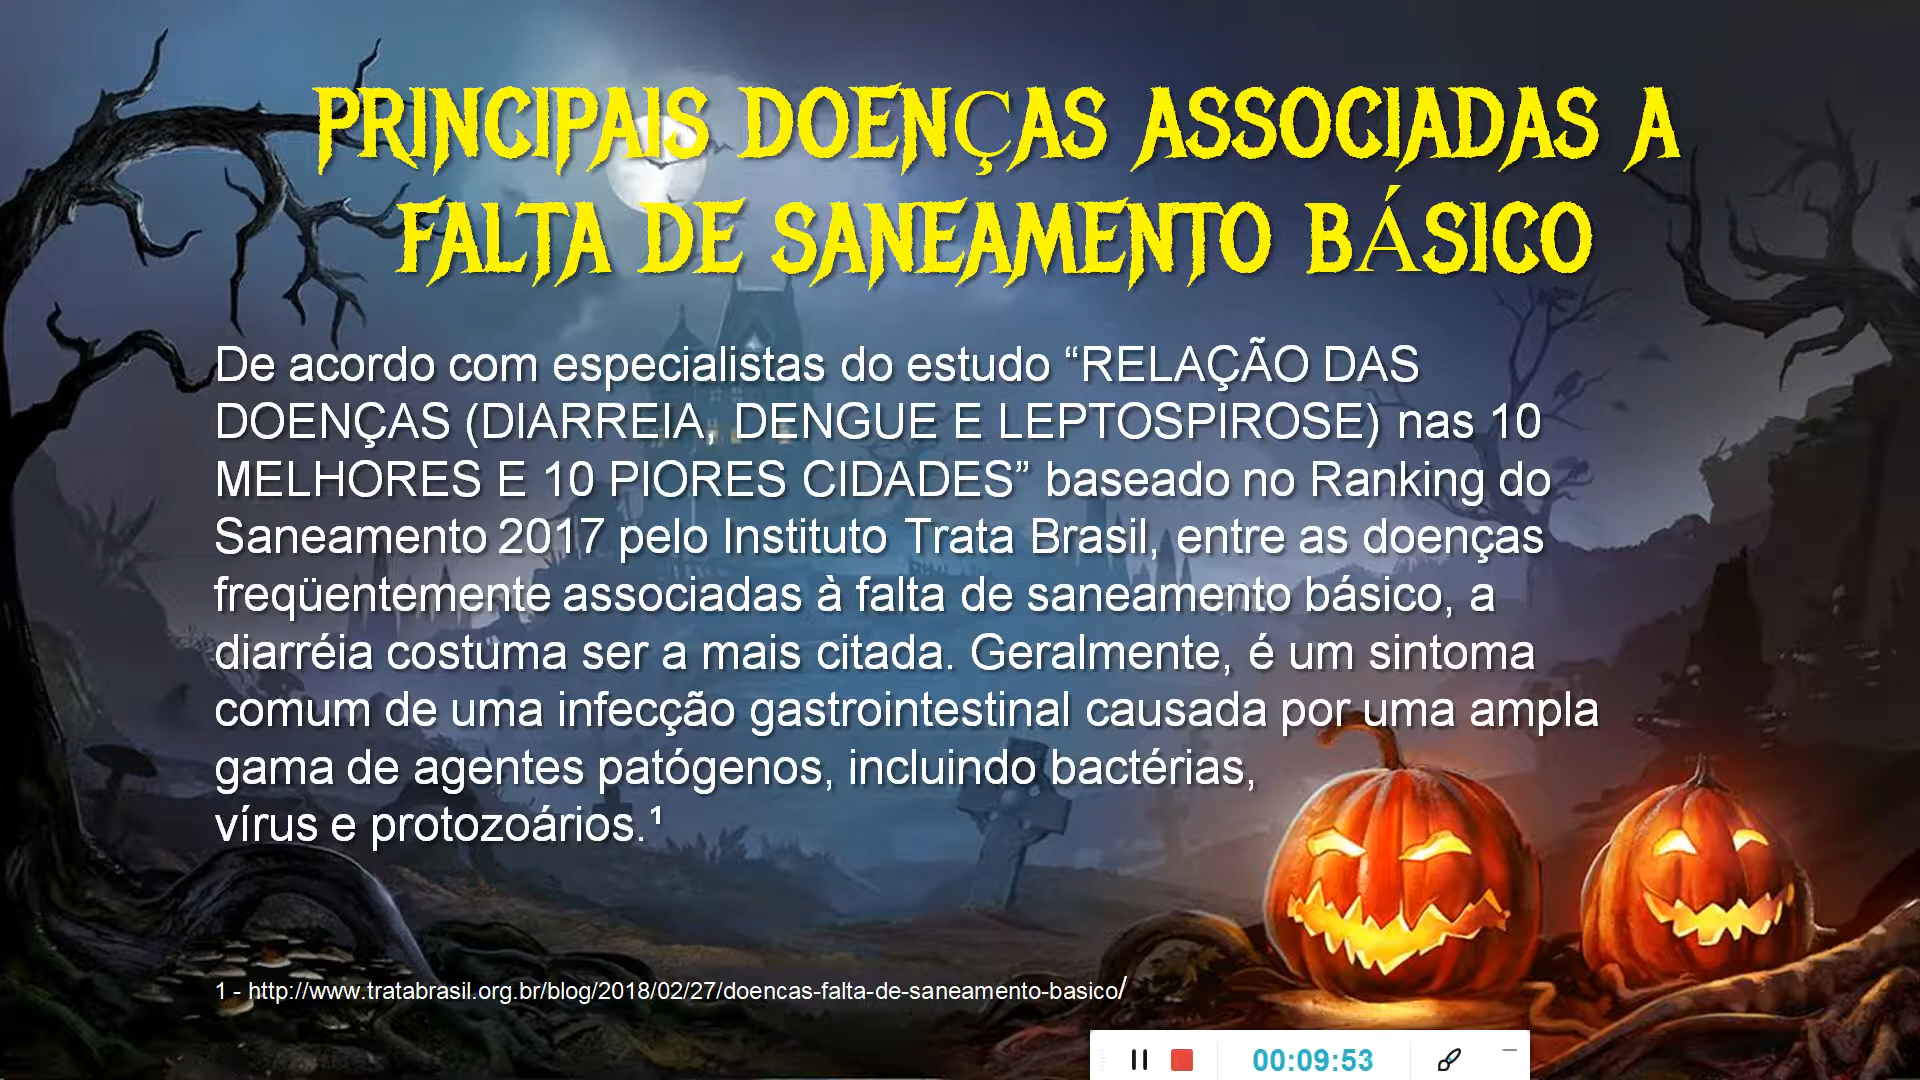 PRINCIPAIS DOENÇAS ASSOCIADAS A
FALTA DE SANEAMENTO BÁSICO
De acordo com especialistas do estudo “RELAÇÃO DAS
DOENÇAS (DIARREIA, DENGUE E LEPTOSPIROSE) nas 10
MELHORES E 10 PIORES CIDADES” baseado no Ranking do
Saneamento 2017 pelo Instituto Trata Brasil, entre as doenças
freqüentemente associadas à falta de saneamento básico, a
diarréia costuma ser a mais citada. Geralmente, é um sintoma
comum de uma infecção gastrointestinal causada por uma ampla
gama de agentes patógenos, incluindo bactérias,
vírus e protozoários.¹
1 - http://www.tratabrasil.org.br/blog/2018/02/27/doencas-falta-de-saneamento-basico/
00:09:53